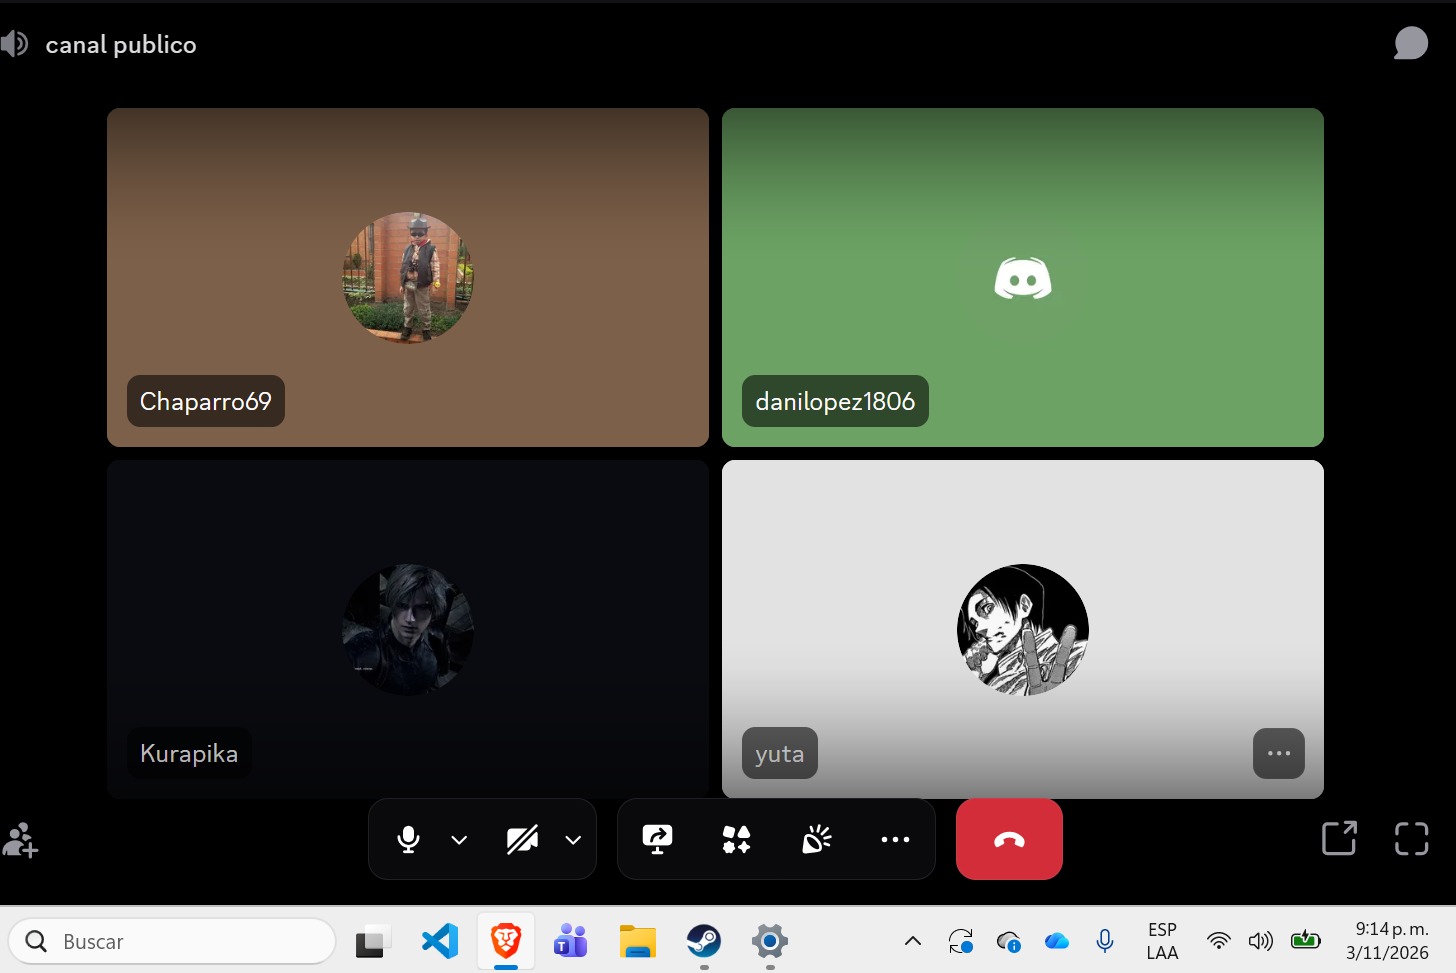 canal publico
Chaparro69
danilopez1806
Kurapika
yuta
Buscar
T
ESP
LAA
9:14 p. m.
3/11/2026